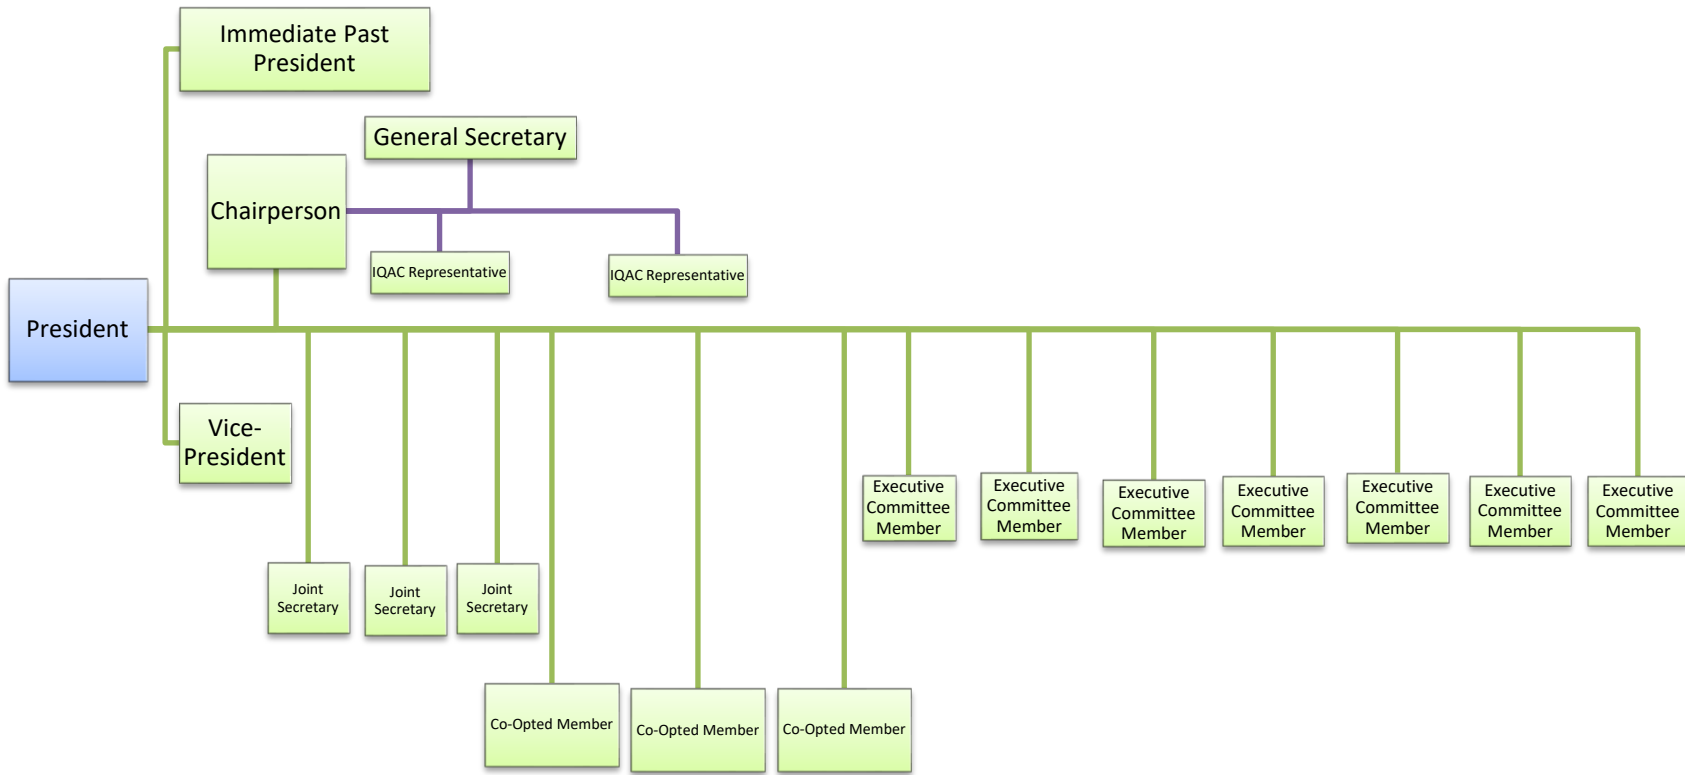 Immediate Past
President
General Secretary
Chairperson
IQAC Representative
IQAC Representative
President
Vice-
President
Executive
Committee
Member
Executive
Committee
Member
Executive
Committee
Member
Executive
Committee
Member
Executive
Committee
Member
Executive
Committee
Member
Executive
Committee
Member
Joint
Secretary
Joint
Secretary
Joint
Secretary
Co-Opted Member
Co-Opted Member
Co-Opted Member